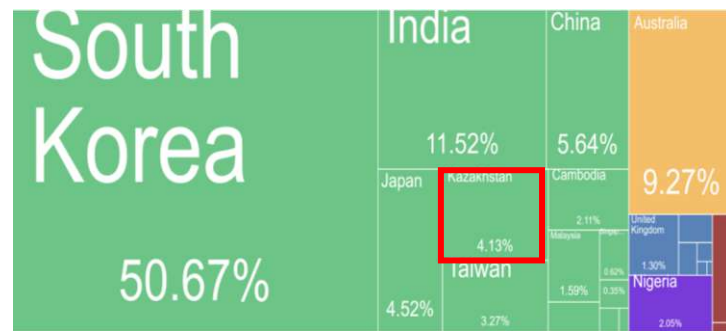 South
Korea
50.67%
India
11.52%
China
5.64%
Australia
9.27%
Japan
4.52%
Kazakhstan
4.13%
Taiwan
3.27%
Cambodia
2.11%
Malaysia
1.59%
0.62%
0.35%
United
Kingdom
1.30%
Nigeria
2.05%